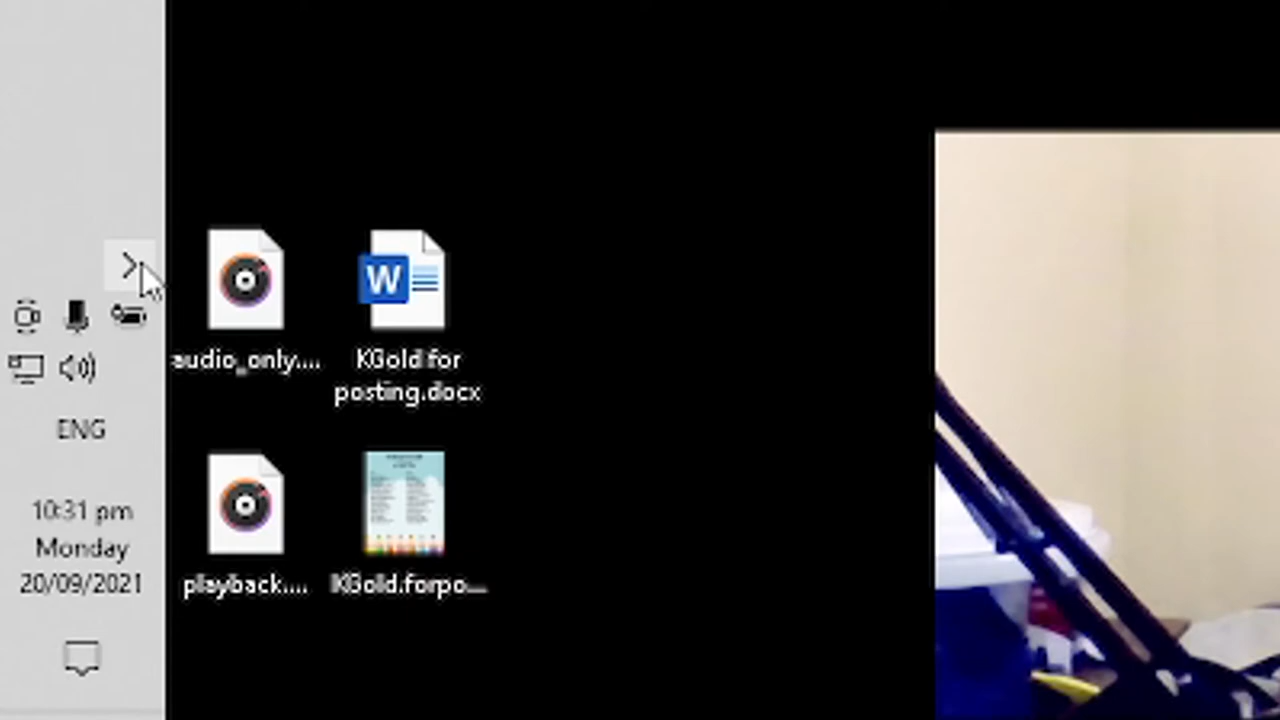 audio_only....
W
KGold for
posting.docx
ENG
10:31 pm
Monday
20/09/2021
playback....
KGold.forpo...